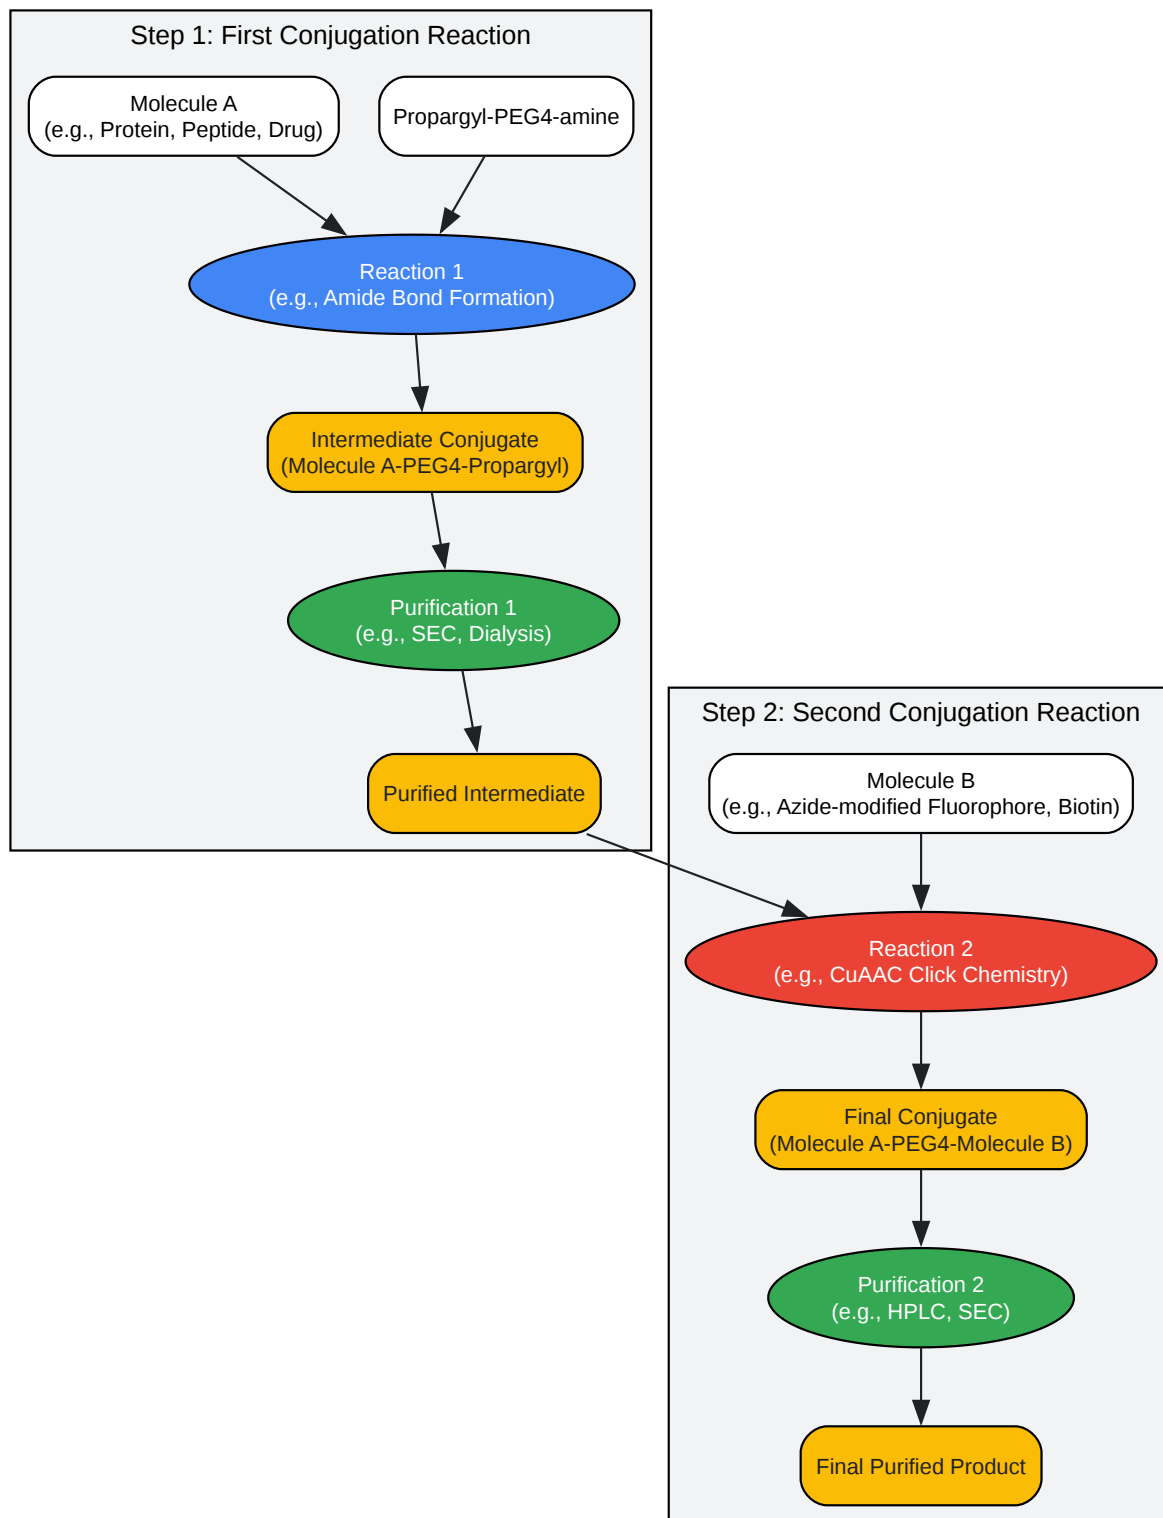 Step 1: First Conjugation Reaction
Molecule A
(e.g., Protein, Peptide, Drug)
Propargyl-PEG4-amine
Reaction 1
(e.g., Amide Bond Formation)
Intermediate Conjugate
(Molecule A-PEG4-Propargyl)
Purification 1
(e.g., SEC, Dialysis)
Purified Intermediate
Step 2: Second Conjugation Reaction
Molecule B
(e.g., Azide-modified Fluorophore, Biotin)
Reaction 2
(e.g., CuAAC Click Chemistry)
Final Conjugate
(Molecule A-PEG4-Molecule B)
Purification 2
(e.g., HPLC, SEC)
Final Purified Product